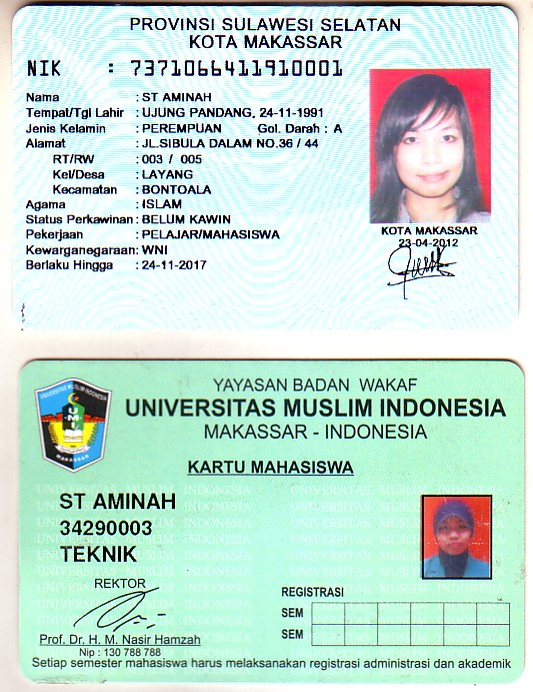 PROVINSI SULAWESI SELATAN
KOTA MAKASSAR
NIK : 7371066411910001
Nama : ST AMINAH
Tempat/Tgl Lahir : UJUNG PANDANG, 24-11-1991
Jenis Kelamin : PEREMPUAN Gol. Darah : A
Alamat : JL.SIBULA DALAM NO.36 / 44
RT/RW : 003 / 005
Kel/Desa : LAYANG
Kecamatan : BONTOALA
Agama : ISLAM
Status Perkawinan : BELUM KAWIN
Pekerjaan : PELAJAR/MAHASISWA
Kewarganegaraan : WNI
Berlaku Hingga : 24-11-2017
KOTA MAKASSAR
23-04-2012
YAYASAN BADAN WAKAF
UNIVERSITAS MUSLIM INDONESIA
MAKASSAR - INDONESIA
KARTU MAHASISWA
UNIVERSITAS MUSLIM INDONESIA
UMI
MAKASSAR
ST AMINAH
34290003
TEKNIK
REKTOR
Prof. Dr. H. M. Nasir Hamzah
Nip : 130 788 788
REGISTRASI
SEM
SEM
Setiap semester mahasiswa harus melaksanakan registrasi administrasi dan akademik